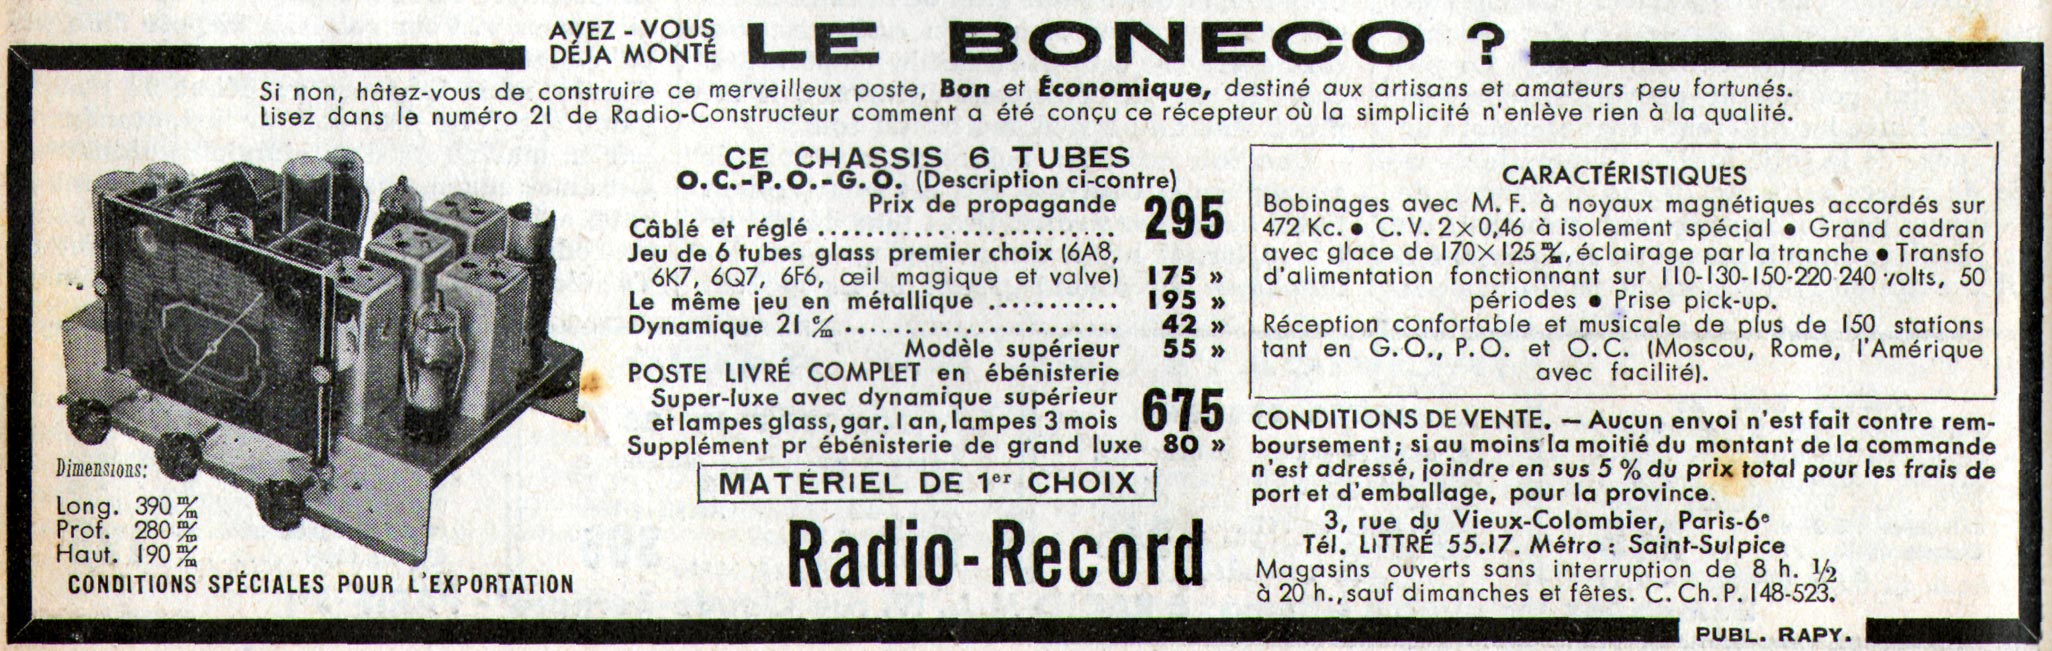 AVEZ - VOUS
DÉJA MONTÉ
LE BONECO ?
Si non, hâtez-vous de construire ce merveilleux poste, Bon et Économique, destiné aux artisans et amateurs peu fortunés.
Lisez dans le numéro 21 de Radio-Constructeur comment a été conçu ce récepteur où la simplicité n'enlève rien à la qualité.
Dimensions:
Long. 390 m/m
Prof. 280 m/m
Haut. 190 m/m
CONDITIONS SPÉCIALES POUR L'EXPORTATION
CE CHASSIS 6 TUBES
O.C.-P.O.-G.O. (Description ci-contre)
Prix de propagande
Câblé et réglé .......................... 295
Jeu de 6 tubes glass premier choix (6A8,
6K7, 6Q7, 6F6, œil magique et valve) 175 »
Le même jeu en métallique .......... 195 »
Dynamique 21 c/m ........................ 42 »
Modèle supérieur 55 »
POSTE LIVRÉ COMPLET en ébénisterie
Super-luxe avec dynamique supérieur
et lampes glass, gar. 1 an, lampes 3 mois 675
Supplément pr ébénisterie de grand luxe 80 »
MATÉRIEL DE 1er CHOIX
Radio-Record
CARACTÉRISTIQUES
Bobinages avec M.F. à noyaux magnétiques accordés sur
472 Kc. • C.V. 2×0,46 à isolement spécial • Grand cadran
avec glace de 170×125 m/m, éclairage par la tranche • Transfo
d'alimentation fonctionnant sur 110-130-150-220-240 volts, 50
périodes • Prise pick-up.
Réception confortable et musicale de plus de 150 stations
tant en G.O., P.O. et O.C. (Moscou, Rome, l'Amérique
avec facilité).
CONDITIONS DE VENTE. — Aucun envoi n'est fait contre rem-
boursement; si au moins la moitié du montant de la commande
n'est adressé, joindre en sus 5 % du prix total pour les frais de
port et d'emballage, pour la province.
3, rue du Vieux-Colombier, Paris-6e
Tél. LITTRÉ 55.17. Métro : Saint-Sulpice
Magasins ouverts sans interruption de 8 h. 1/2
à 20 h., sauf dimanches et fêtes. C. Ch. P. 148-523.
PUBL. RAPY.